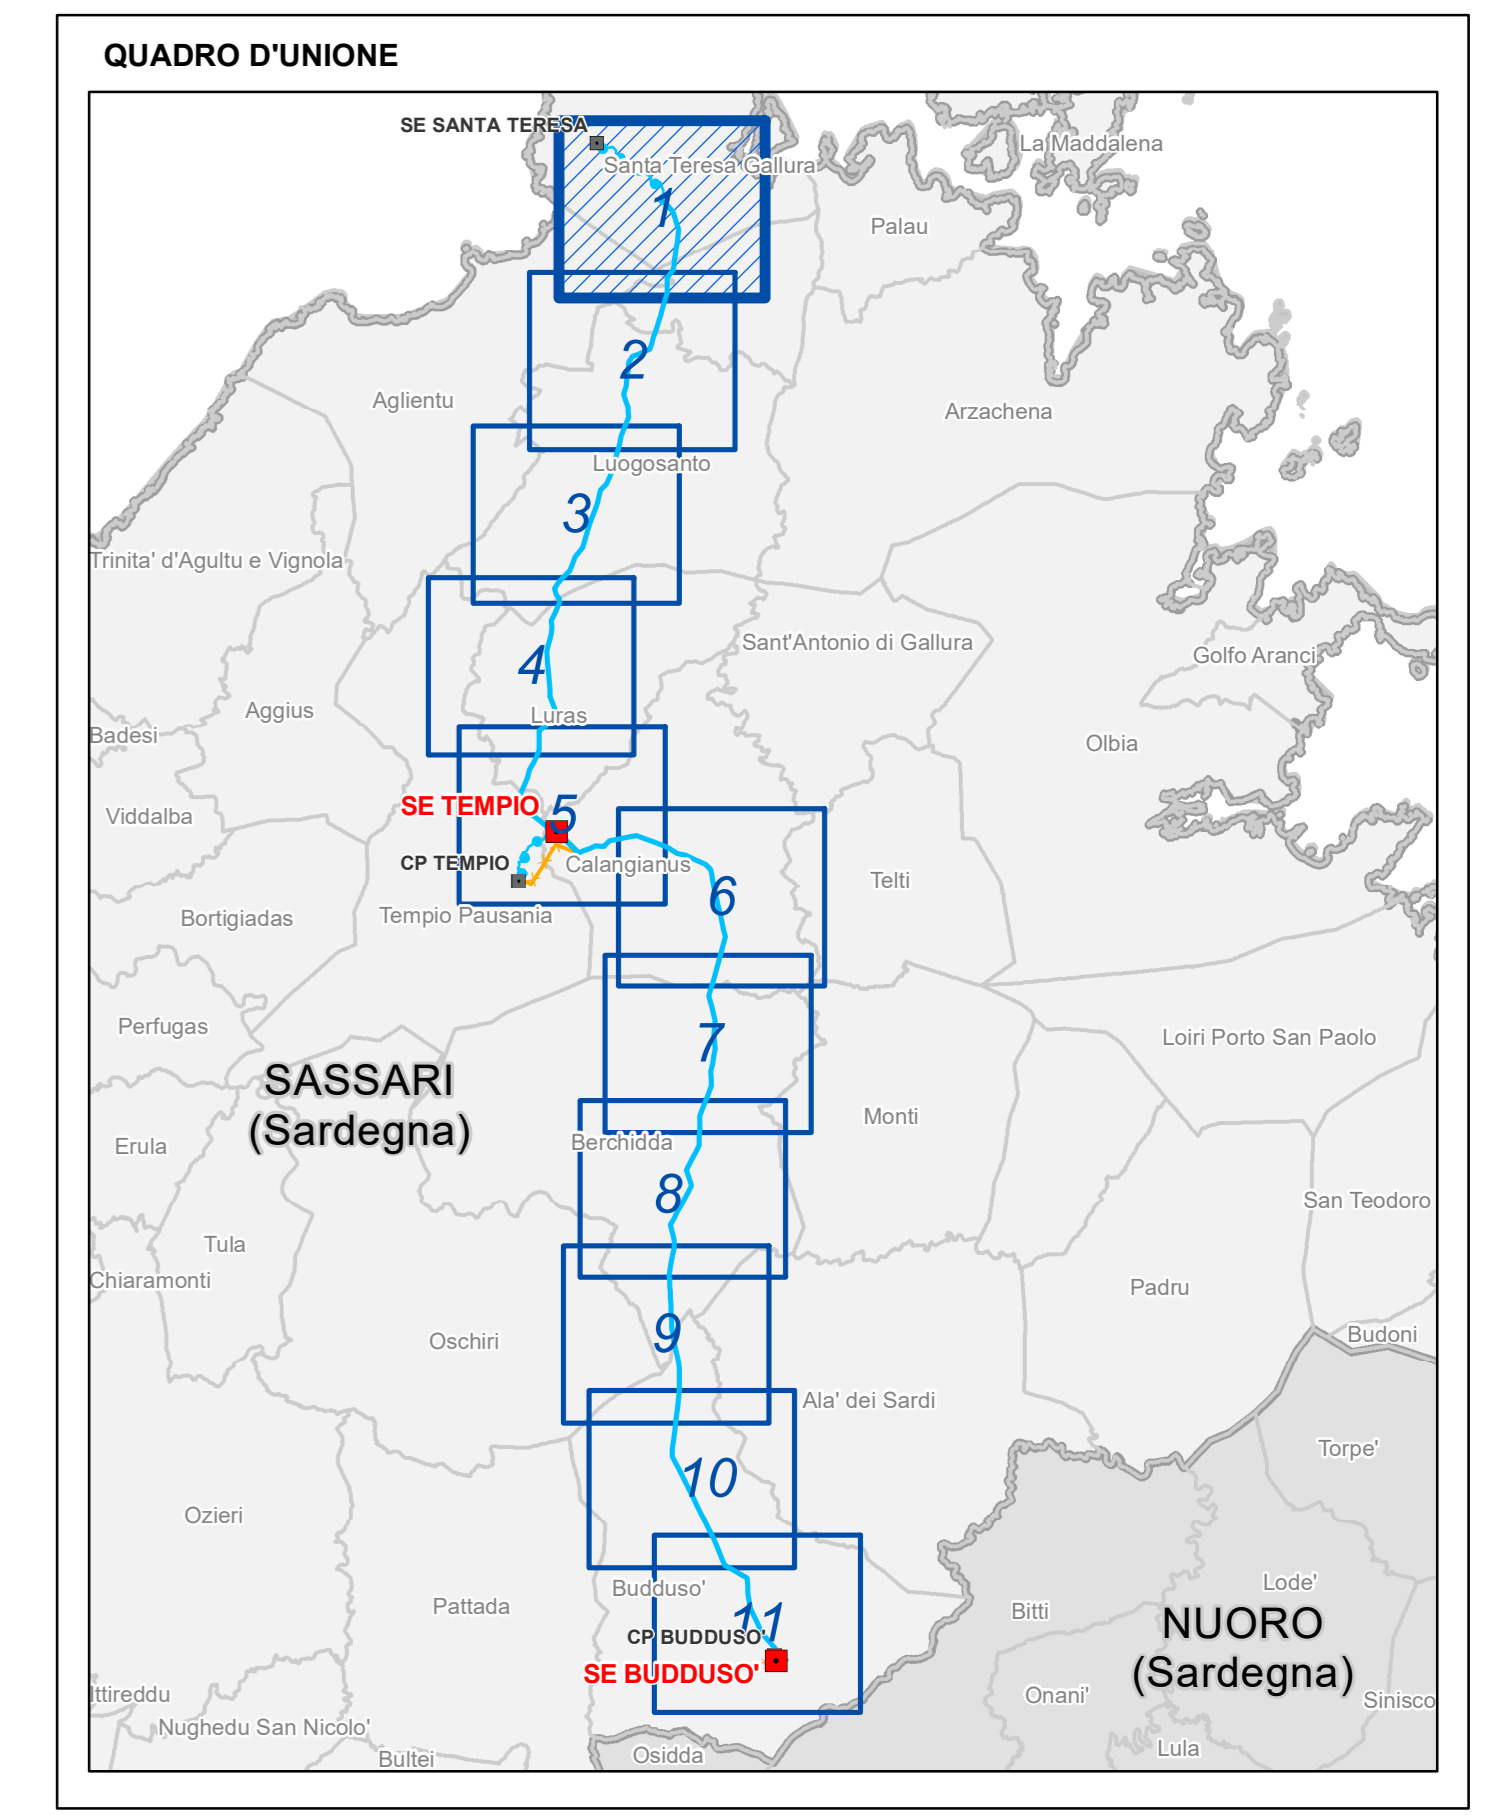 QUADRO D'UNIONE
SE SANTA TERESA
La Maddalena
Santa Teresa Gallura
1
Palau
2
Aglientu
Arzachena
Luogosanto
3
Trinita' d'Agultu e Vignola
Sant'Antonio di Gallura
Golfo Aranci
4
Aggius
Luras
Badesi
Olbia
SE TEMPIO
5
Viddalba
CP TEMPIO
Calangianus
Telti
6
Tempio Pausania
Bortigiadas
Perfugas
Loiri Porto San Paolo
7
SASSARI
(Sardegna)
Monti
Erula
Berchidda
8
San Teodoro
Tula
Chiaramonti
Padru
9
Oschiri
Budoni
Ala' dei Sardi
Torpe'
10
Ozieri
Lode'
Budduso'
Pattada
Bitti
11
NUORO
(Sardegna)
CP BUDDUSO'
SE BUDDUSO'
Ittireddu
Onani'
Sinisco
Nughedu San Nicolo'
Bultei
Osidda
Lula